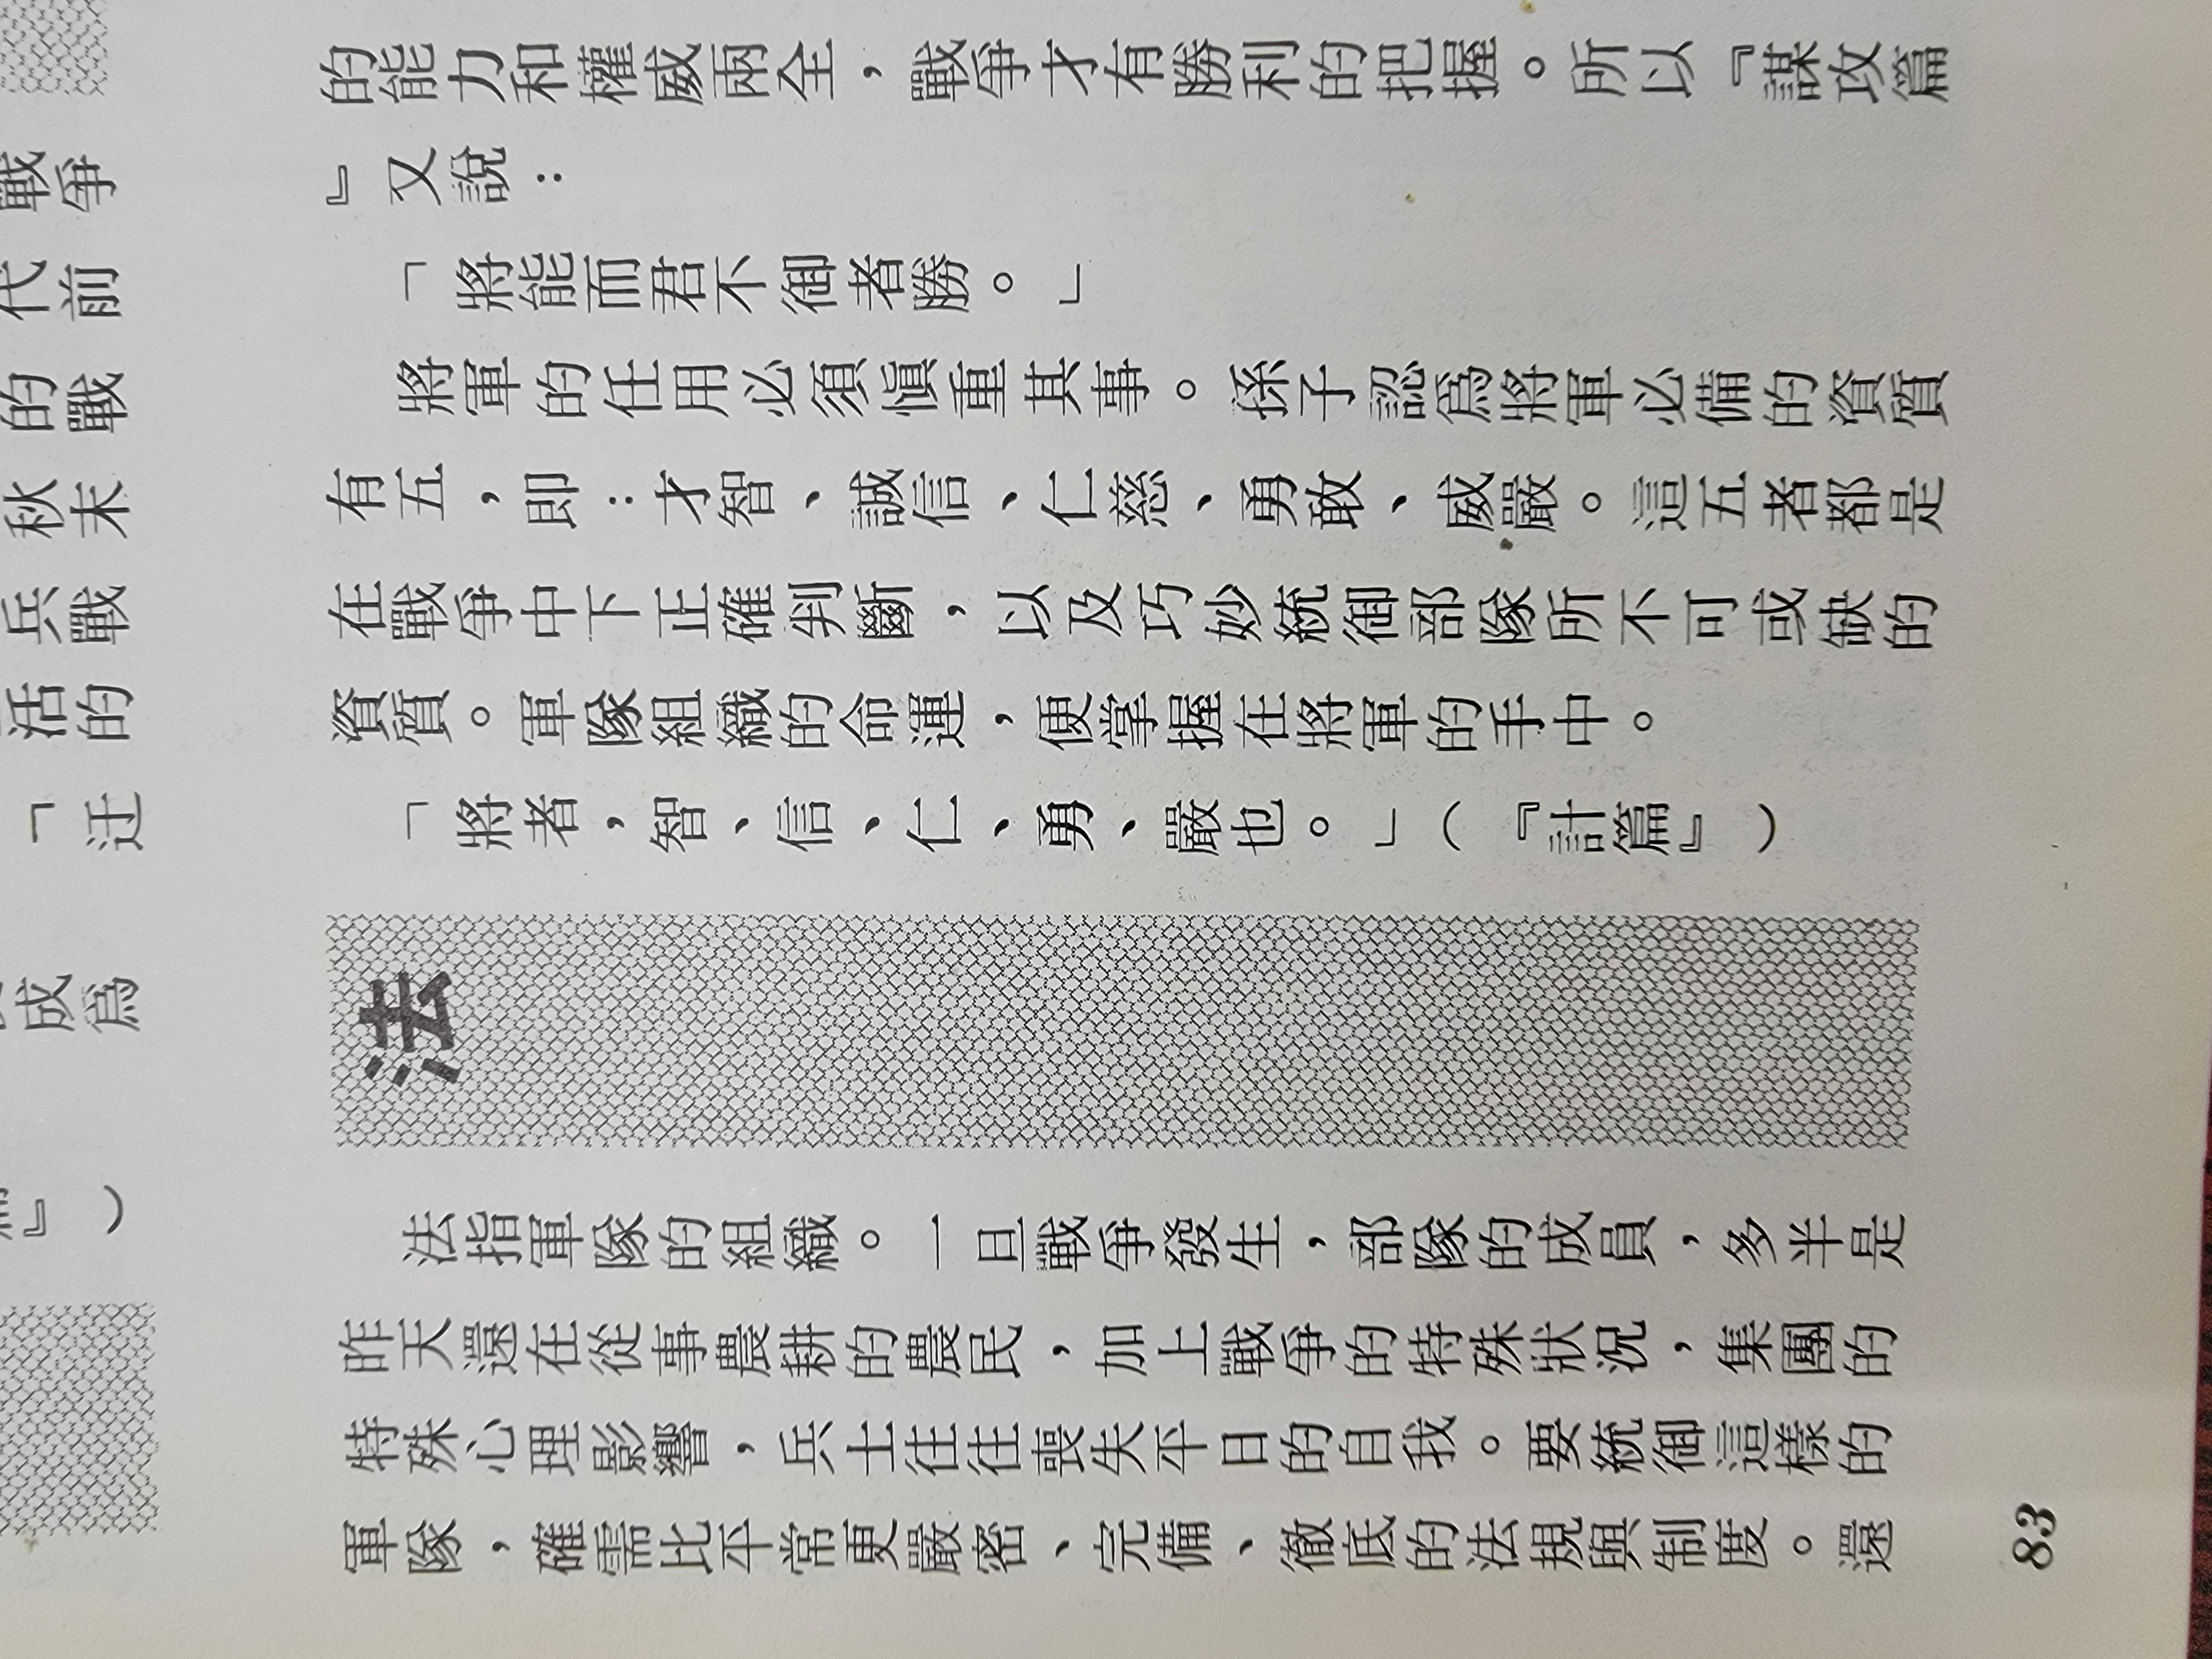 戰爭
代前
的戰
秋末
兵戰
活的
「迂
成爲
』）
的能力和權威兩全，戰爭才有勝利的把握。所以『謀攻篇
』又說：
「將能而君不御者勝。」
將軍的任用必須愼重其事。孫子認爲將軍必備的資質
有五，即：才智、誠信、仁慈、勇敢、威嚴。這五者都是
在戰爭中下正確判斷，以及巧妙統御部隊所不可或缺的
資質。軍隊組織的命運，便掌握在將軍的手中。
「將者，智、信、仁、勇、嚴也。」（『計篇』）
法
法指軍隊的組織。一旦戰爭發生，部隊的成員，多半是
昨天還在從事農耕的農民，加上戰爭的特殊狀況，集團的
特殊心理影響，兵士往往喪失平日的自我。要統御這樣的
軍隊，確需比平常更嚴密、完備、徹底的法規與制度。還
83